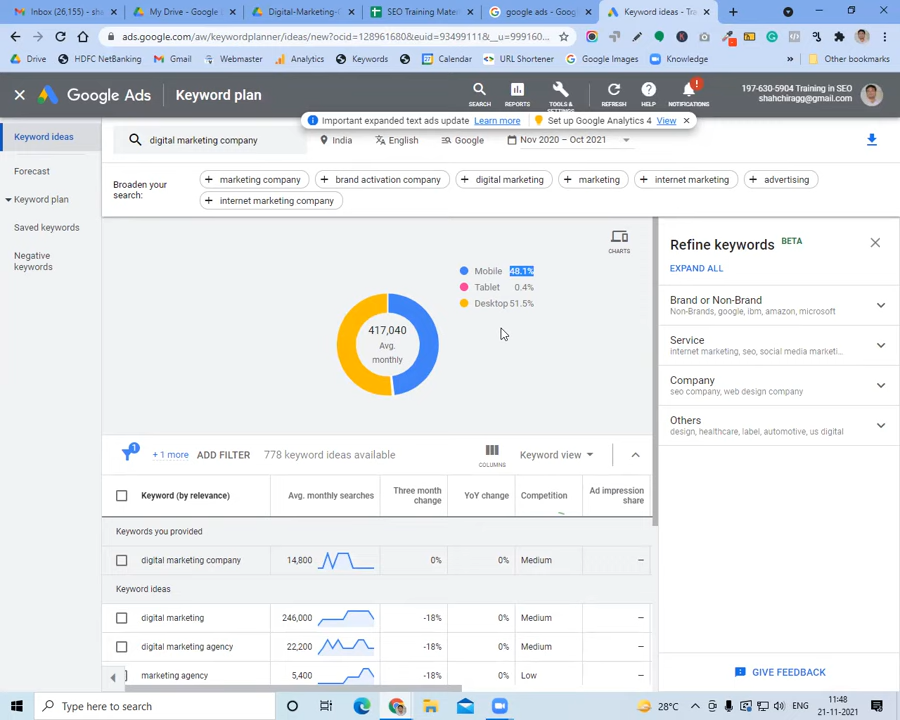 Inbox (26,155) - sha
My Drive - Google
Digital-Marketing-C
SEO Training Mater
google ads - Goog
Keyword ideas - Tra
ads.google.com/aw/keywordplanner/ideas/new?ocid=128961680&euid=93499111&__u=999160...
Drive
HDFC NetBanking
Gmail
Webmaster
Analytics
Keywords
Calendar
URL Shortener
Google Images
Knowledge
»
Other bookmarks
Google Ads
Keyword plan
SEARCH
REPORTS
TOOLS & SETTINGS
REFRESH
HELP
NOTIFICATIONS
197-630-5904 Training in SEO
shahchiragg@gmail.com
Important expanded text ads update Learn more
Set up Google Analytics 4 View
Keyword ideas
Forecast
Keyword plan
Saved keywords
Negative
keywords
digital marketing company
India
English
Google
Nov 2020 – Oct 2021
Broaden your
search:
+ marketing company
+ brand activation company
+ digital marketing
+ marketing
+ internet marketing
+ advertising
+ internet marketing company
CHARTS
Mobile 48.1%
Tablet 0.4%
Desktop 51.5%
417,040
Avg.
monthly
Refine keywords BETA
EXPAND ALL
Brand or Non-Brand
Non-Brands, google, ibm, amazon, microsoft
Service
internet marketing, seo, social media marketi...
Company
seo company, web design company
Others
design, healthcare, label, automotive, us digital
1
+ 1 more
ADD FILTER
778 keyword ideas available
COLUMNS
Keyword view
Keyword (by relevance)
Avg. monthly searches
Three month
change
YoY change
Competition
Ad impression
share
Keywords you provided
digital marketing company 14,800 0% 0% Medium –
Keyword ideas
digital marketing 246,000 -18% 0% Medium –
digital marketing agency 22,200 -18% 0% Medium –
marketing agency 5,400 -18% 0% Low –
GIVE FEEDBACK
Type here to search
28°C
ENG
11:48
21-11-2021